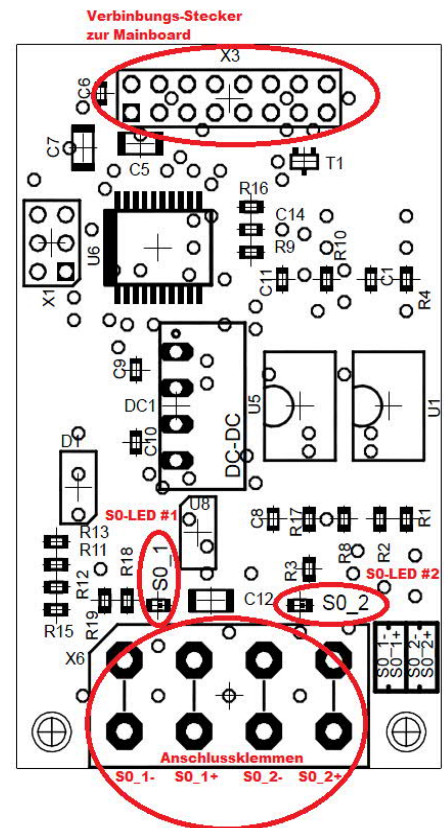 Verbinbungs-Stecker
zur Mainboard
X3
C6
C7
C5
T1
R16
C14
R9
U6
X1
C11
R10
C1
R4
C9
DC1
C10
DC-DC
U5
U1
D1
U8
S0-LED #1
R13
R11
R12
R15
R18
R19
S0_1
C8
R17
R8
R2
R1
R3
S0-LED #2
C12
S0_2
X6
S0_1-
S0_1+
S0_2-
S0_2+
Anschlussklemmen
S0_1- S0_1+ S0_2- S0_2+